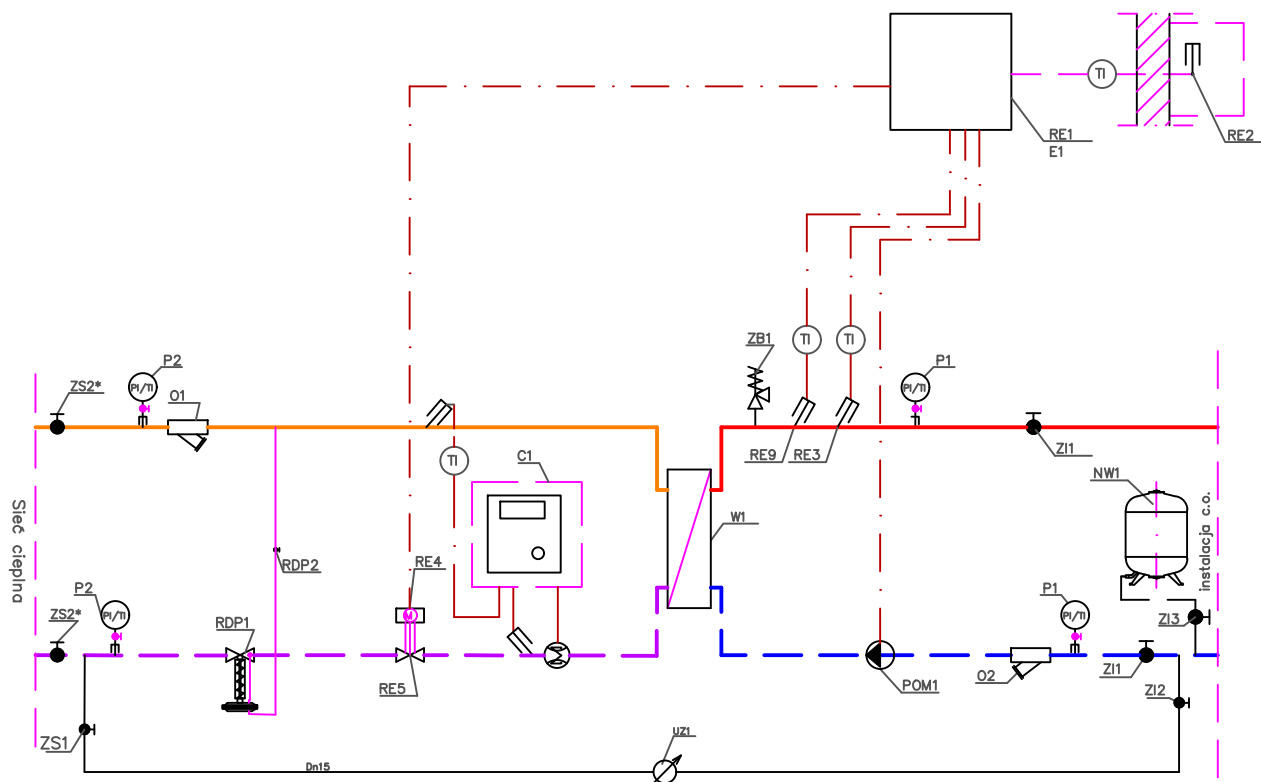 TI
RE1
E1
RE2
ZB1
TI
TI
P2
P1
ZS2*
PI/TI
O1
PI/TI
TI
C1
RE9
RE3
ZI1
NW1
W1
Sieć cieplna
instalacja c.o.
RDP2
RE4
M
P2
ZS2*
PI/TI
RDP1
P1
PI/TI
ZI3
RE5
POM1
O2
ZI1
ZI2
ZS1
UZ1
Dn15